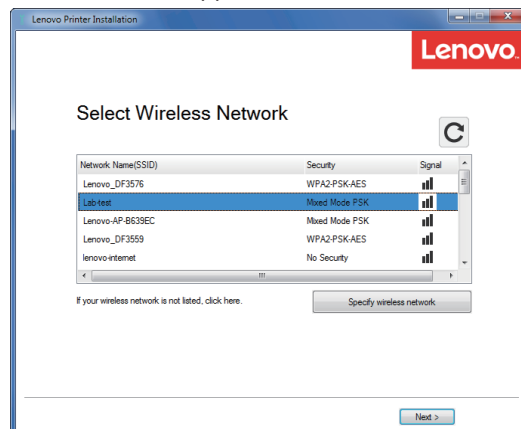 Lenovo Printer Installation
Lenovo.
Select Wireless Network
Network Name(SSID) Security Signal
Lenovo_DF3576 WPA2-PSK-AES
Lab-test Mixed Mode PSK
Lenovo-AP-B639EC Mixed Mode PSK
Lenovo_DF3559 WPA2-PSK-AES
lenovo-internet No Security
If your wireless network is not listed, click here. Specify wireless network
Next >